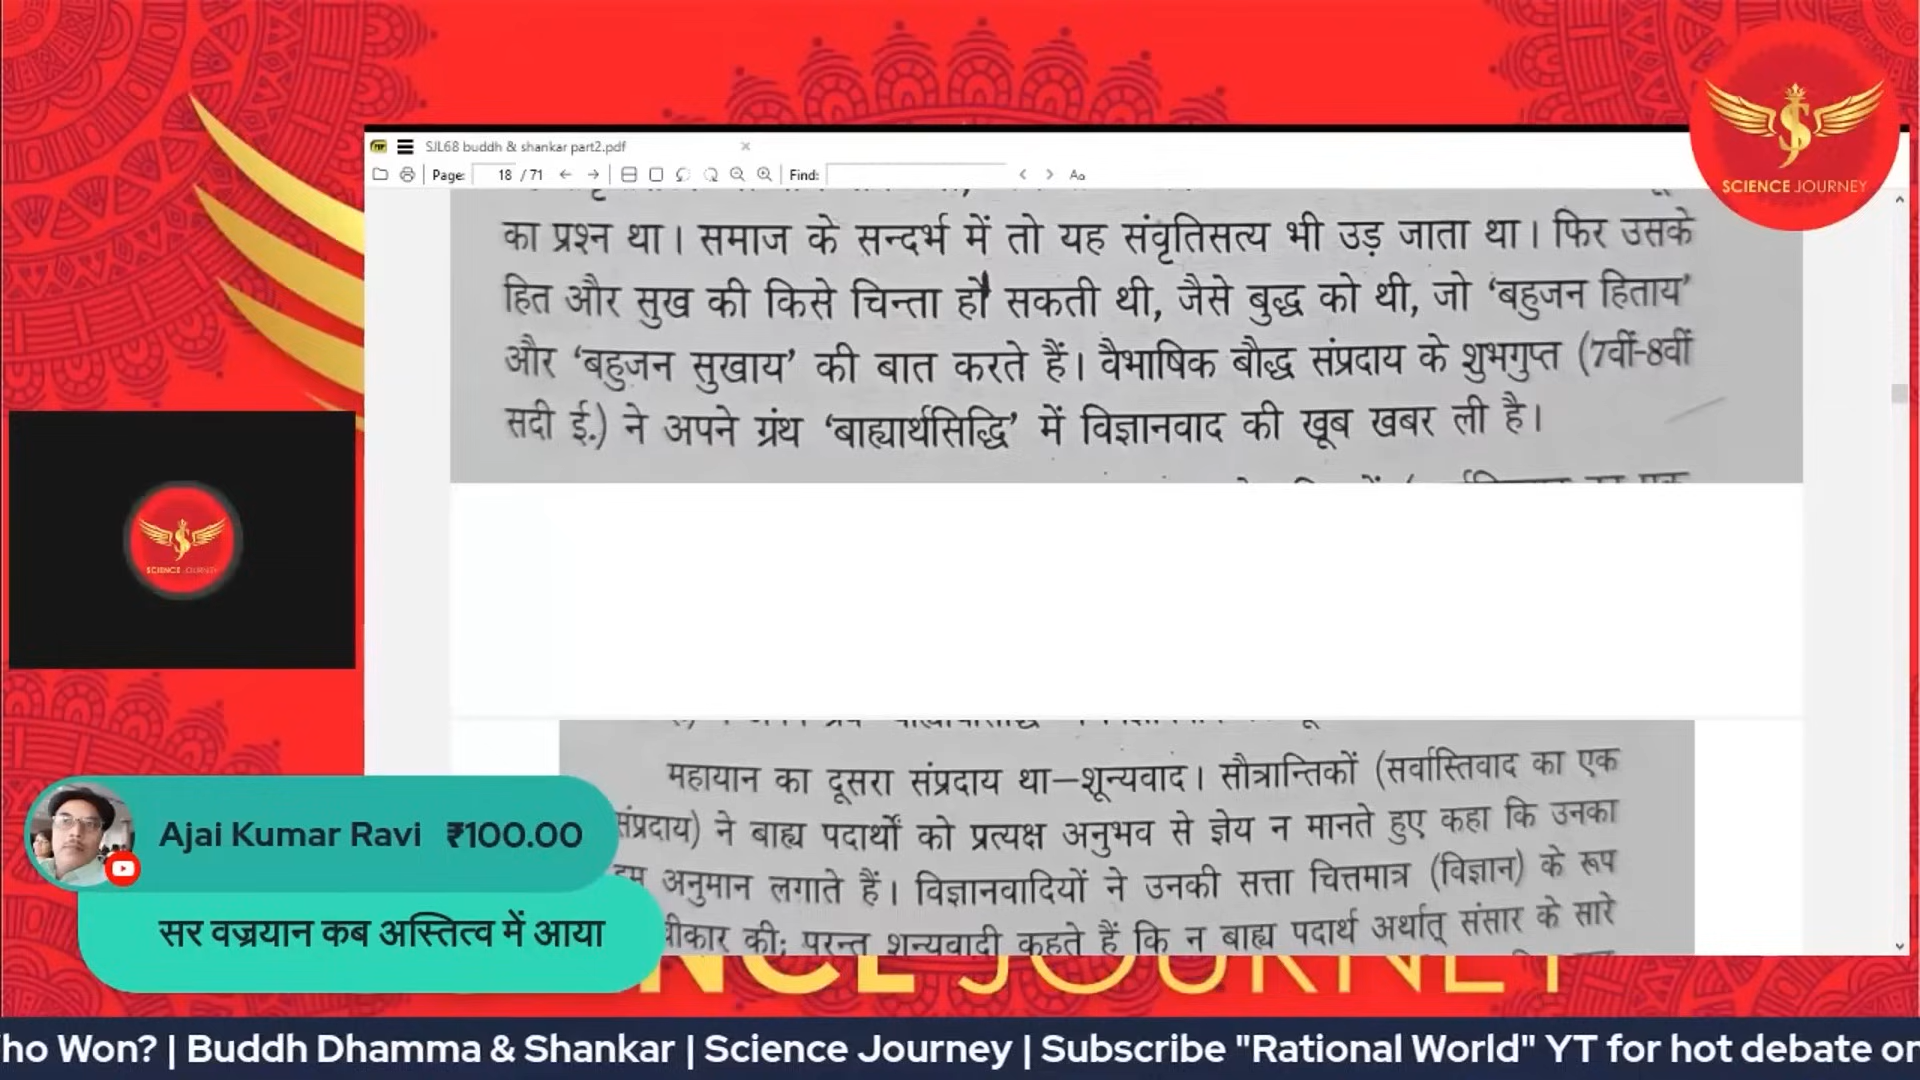 SJL68 buddh & shankar part2.pdf
Page: 18 / 71 Find: Aa
SCIENCE JOURNEY
का प्रश्न था। समाज के सन्दर्भ में तो यह संवृतिसत्य भी उड़ जाता था। फिर उसके
हित और सुख की किसे चिन्ता हो सकती थी, जैसे बुद्ध को थी, जो ‘बहुजन हिताय’
और ‘बहुजन सुखाय’ की बात करते हैं। वैभाषिक बौद्ध संप्रदाय के शुभगुप्त (7वीं-8वीं
सदी ई.) ने अपने ग्रंथ ‘बाह्यार्थसिद्धि’ में विज्ञानवाद की खूब खबर ली है।
SCIENCE JOURNEY
महायान का दूसरा संप्रदाय था—शून्यवाद। सौत्रान्तिकों (सर्वास्तिवाद का एक
संप्रदाय) ने बाह्य पदार्थों को प्रत्यक्ष अनुभव से ज्ञेय न मानते हुए कहा कि उनका
अनुमान लगाते हैं। विज्ञानवादियों ने उनकी सत्ता चित्तमात्र (विज्ञान) के रूप
की; परन्तु शून्यवादी कहते हैं कि न बाह्य पदार्थ अर्थात् संसार के सारे
Ajai Kumar Ravi ₹100.00
सर वज्रयान कब अस्तित्व में आया
JOURNEY
ho Won? | Buddh Dhamma & Shankar | Science Journey | Subscribe "Rational World" YT for hot debate on